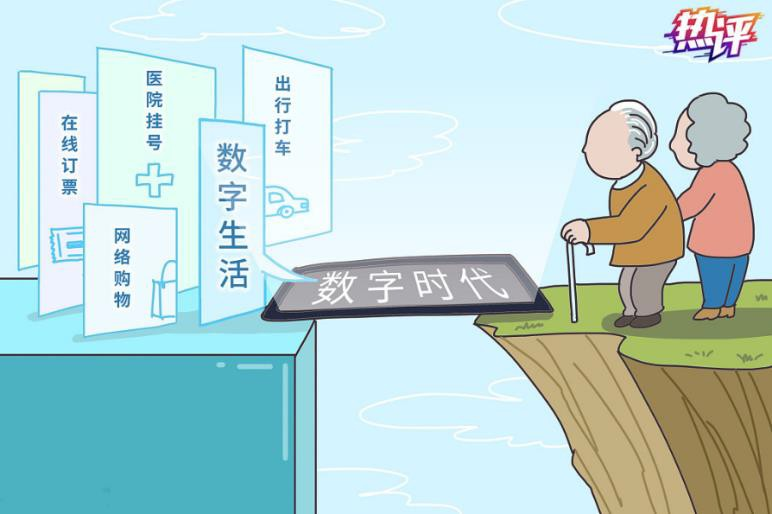 热评
医院挂号
出行打车
在线订票
数字生活
网络购物
数字时代